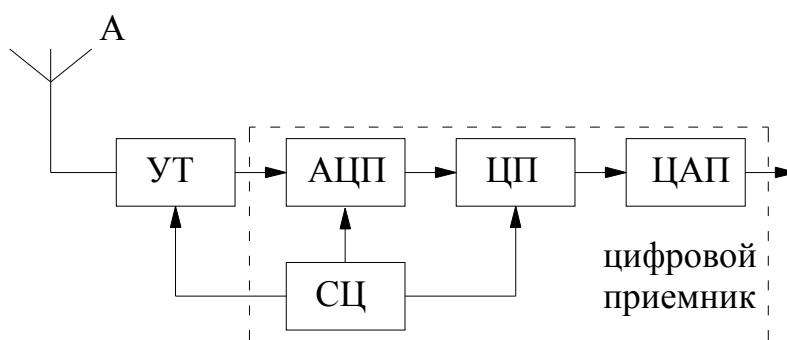 А
УТ
АЦП
ЦП
ЦАП
СЦ
цифровой
приемник